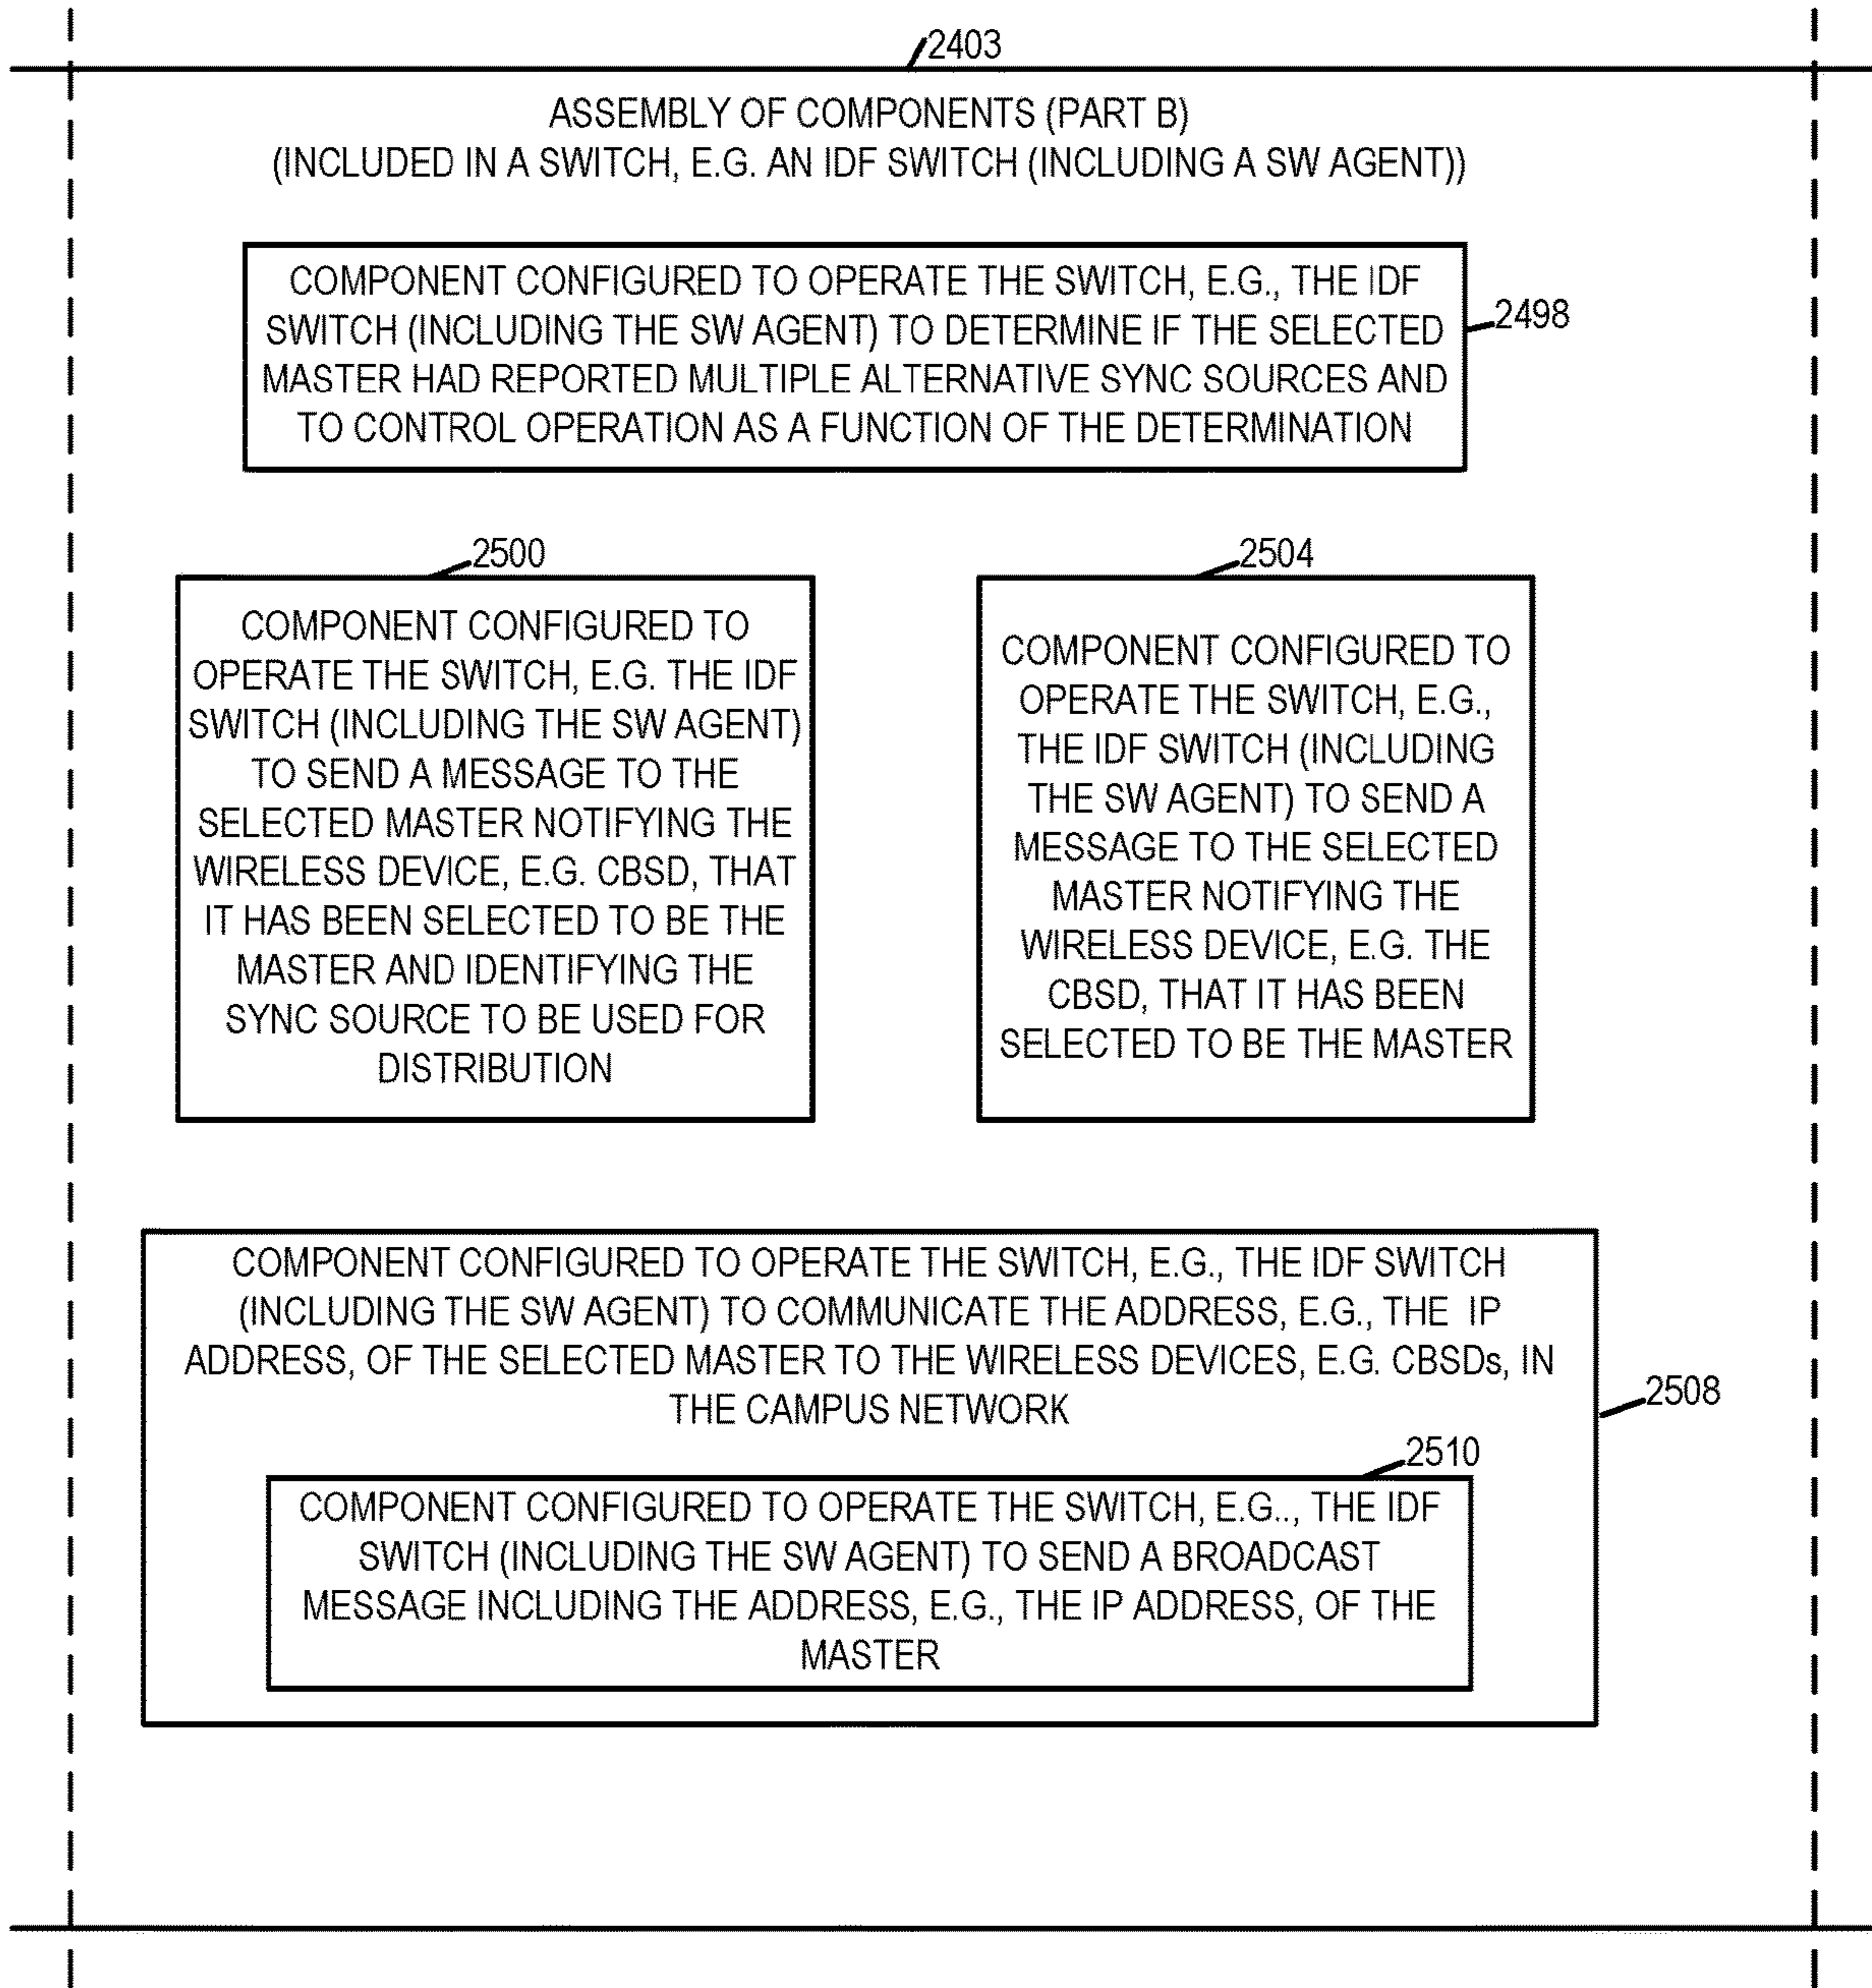 2403
ASSEMBLY OF COMPONENTS (PART B)
(INCLUDED IN A SWITCH, E.G. AN IDF SWITCH (INCLUDING A SW AGENT))
COMPONENT CONFIGURED TO OPERATE THE SWITCH, E.G., THE IDF
SWITCH (INCLUDING THE SW AGENT) TO DETERMINE IF THE SELECTED
MASTER HAD REPORTED MULTIPLE ALTERNATIVE SYNC SOURCES AND
TO CONTROL OPERATION AS A FUNCTION OF THE DETERMINATION
2498
2500
COMPONENT CONFIGURED TO
OPERATE THE SWITCH, E.G. THE IDF
SWITCH (INCLUDING THE SW AGENT)
TO SEND A MESSAGE TO THE
SELECTED MASTER NOTIFYING THE
WIRELESS DEVICE, E.G. CBSD, THAT
IT HAS BEEN SELECTED TO BE THE
MASTER AND IDENTIFYING THE
SYNC SOURCE TO BE USED FOR
DISTRIBUTION
2504
COMPONENT CONFIGURED TO
OPERATE THE SWITCH, E.G.,
THE IDF SWITCH (INCLUDING
THE SW AGENT) TO SEND A
MESSAGE TO THE SELECTED
MASTER NOTIFYING THE
WIRELESS DEVICE, E.G. THE
CBSD, THAT IT HAS BEEN
SELECTED TO BE THE MASTER
COMPONENT CONFIGURED TO OPERATE THE SWITCH, E.G., THE IDF SWITCH
(INCLUDING THE SW AGENT) TO COMMUNICATE THE ADDRESS, E.G., THE IP
ADDRESS, OF THE SELECTED MASTER TO THE WIRELESS DEVICES, E.G. CBSDs, IN
THE CAMPUS NETWORK
2508
2510
COMPONENT CONFIGURED TO OPERATE THE SWITCH, E.G.., THE IDF
SWITCH (INCLUDING THE SW AGENT) TO SEND A BROADCAST
MESSAGE INCLUDING THE ADDRESS, E.G., THE IP ADDRESS, OF THE
MASTER